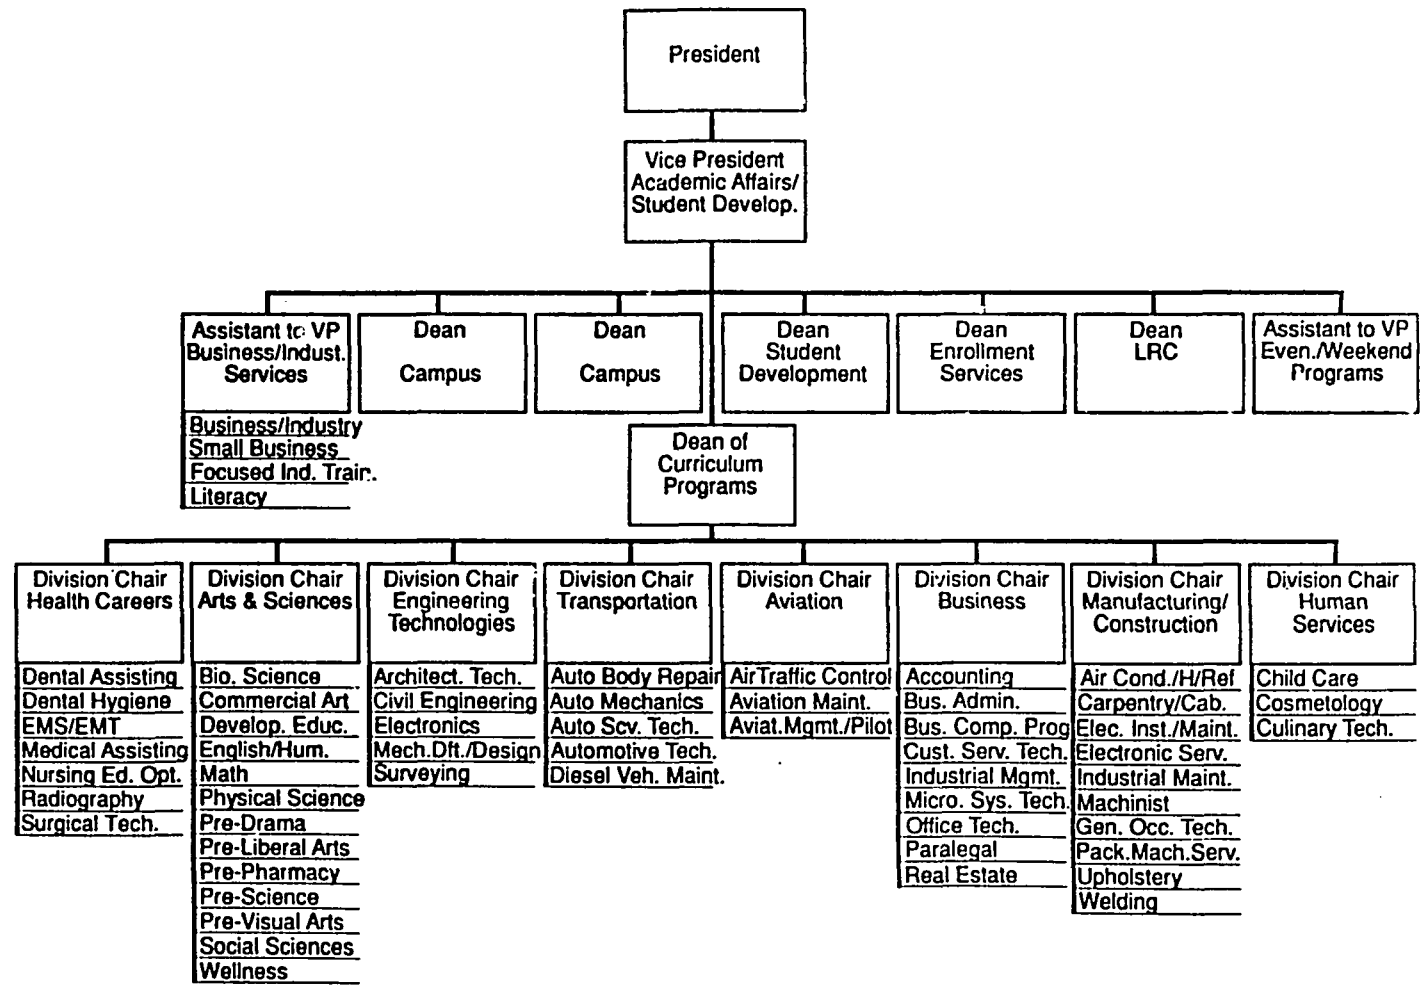 President
Vice President
Academic Affairs/
Student Develop.
Assistant to VP
Business/Indust.
Services
Business/Industry
Small Business
Focused Ind. Train.
Literacy
Dean
Campus
Dean
Campus
Dean
Student
Development
Dean
Enrollment
Services
Dean
LRC
Assistant to VP
Even./Weekend
Programs
Dean of
Curriculum
Programs
Division Chair
Health Careers
Dental Assisting
Dental Hygiene
EMS/EMT
Medical Assisting
Nursing Ed. Opt.
Radiography
Surgical Tech.
Division Chair
Arts & Sciences
Bio. Science
Commercial Art
Develop. Educ.
English/Hum.
Math
Physical Science
Pre-Drama
Pre-Liberal Arts
Pre-Pharmacy
Pre-Science
Pre-Visual Arts
Social Sciences
Wellness
Division Chair
Engineering
Technologies
Architect. Tech.
Civil Engineering
Electronics
Mech.Dft./Design
Surveying
Division Chair
Transportation
Auto Body Repair
Auto Mechanics
Auto Scv. Tech.
Automotive Tech.
Diesel Veh. Maint.
Division Chair
Aviation
AirTraffic Control
Aviation Maint.
Aviat.Mgmt./Pilot
Division Chair
Business
Accounting
Bus. Admin.
Bus. Comp. Prog
Cust. Serv. Tech.
Industrial Mgmt.
Micro. Sys. Tech.
Office Tech.
Paralegal
Real Estate
Division Chair
Manufacturing/
Construction
Air Cond./H/Ref
Carpentry/Cab.
Elec. Inst./Maint.
Electronic Serv.
Industrial Maint.
Machinist
Gen. Occ. Tech.
Pack.Mach.Serv.
Upholstery
Welding
Division Chair
Human
Services
Child Care
Cosmetology
Culinary Tech.